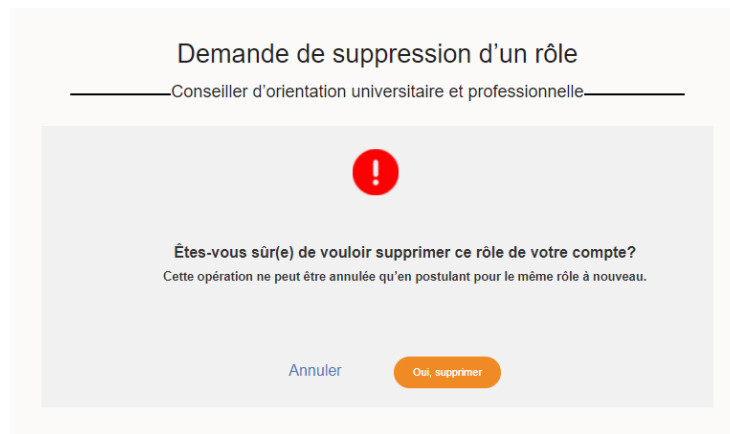 Demande de suppression d’un rôle
Conseiller d’orientation universitaire et professionnelle
Êtes-vous sûr(e) de vouloir supprimer ce rôle de votre compte?
Cette opération ne peut être annulée qu’en postulant pour le même rôle à nouveau.
Annuler Oui, supprimer